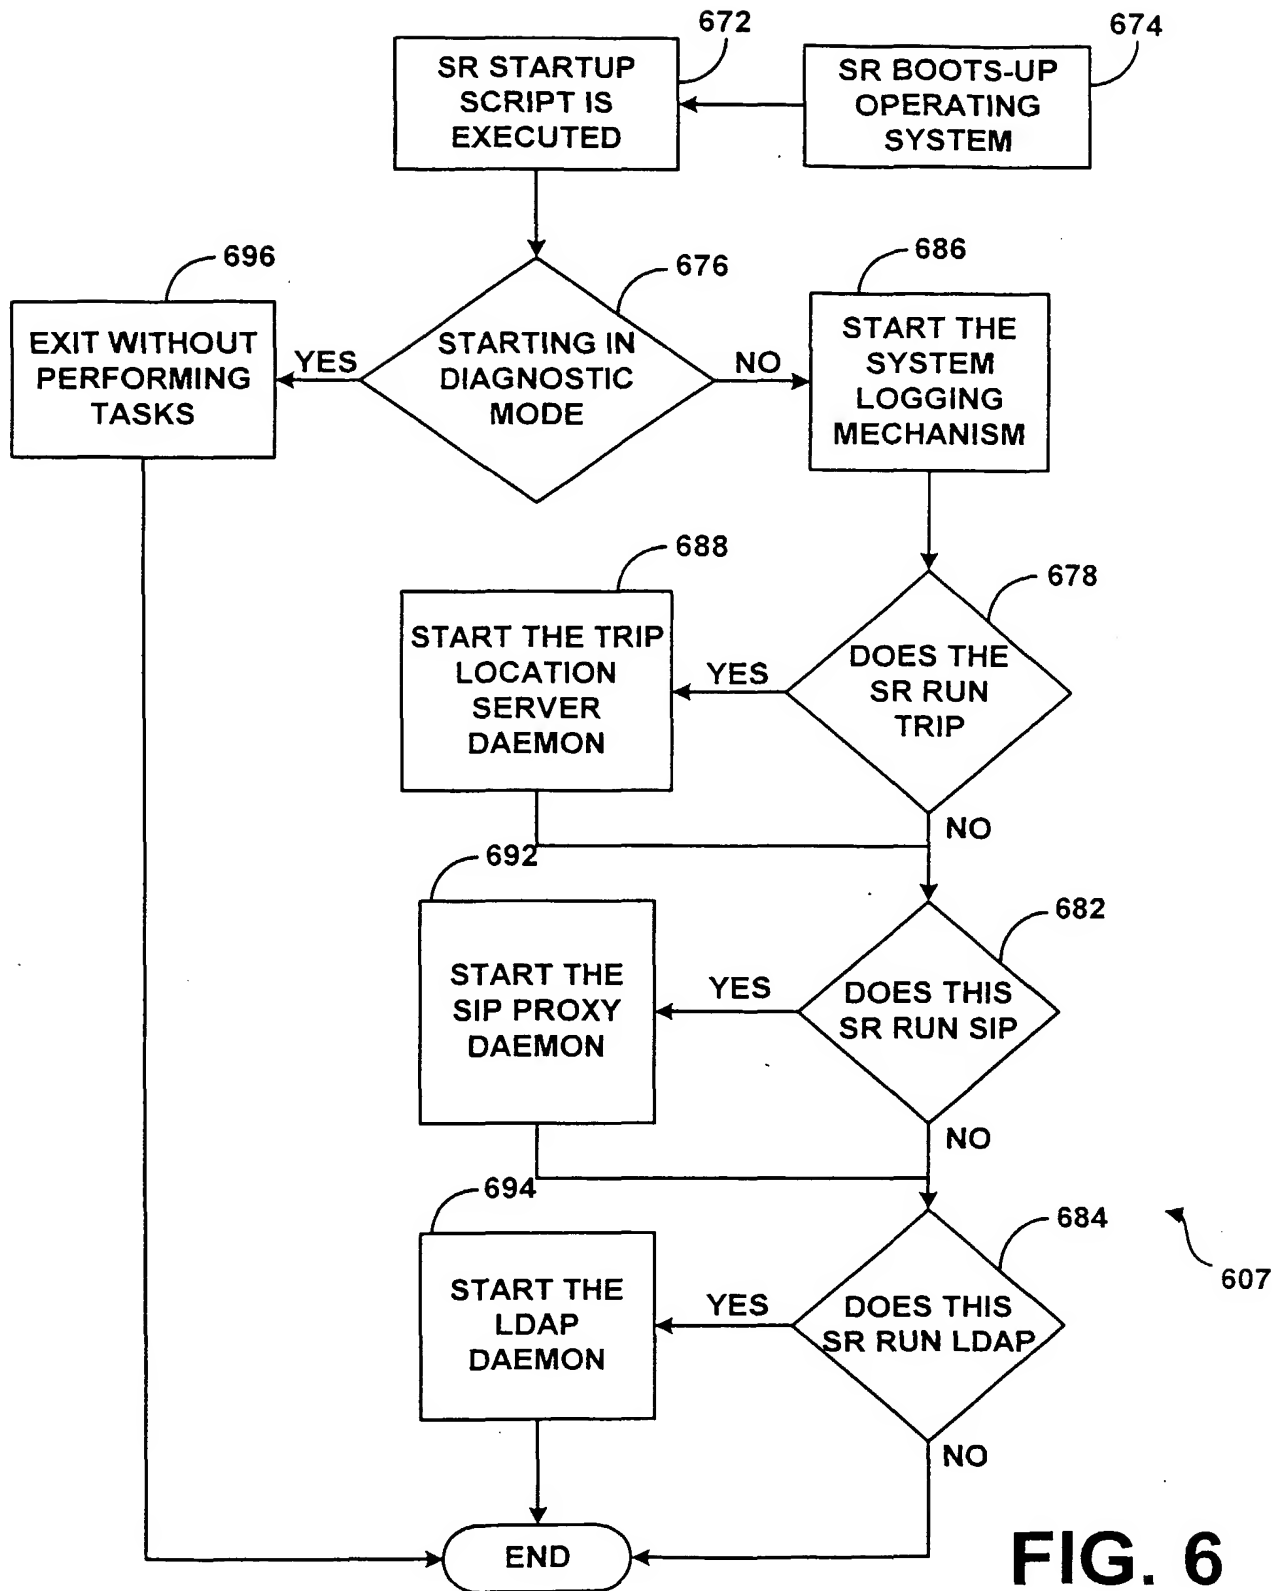 672
SR STARTUP
SCRIPT IS
EXECUTED
674
SR BOOTS-UP
OPERATING
SYSTEM
696
EXIT WITHOUT
PERFORMING
TASKS
YES
676
STARTING IN
DIAGNOSTIC
MODE
NO
686
START THE
SYSTEM
LOGGING
MECHANISM
688
START THE TRIP
LOCATION
SERVER
DAEMON
YES
678
DOES THE
SR RUN
TRIP
NO
692
START THE
SIP PROXY
DAEMON
YES
682
DOES THIS
SR RUN SIP
NO
694
START THE
LDAP
DAEMON
YES
684
DOES THIS
SR RUN LDAP
NO
607
END
FIG. 6